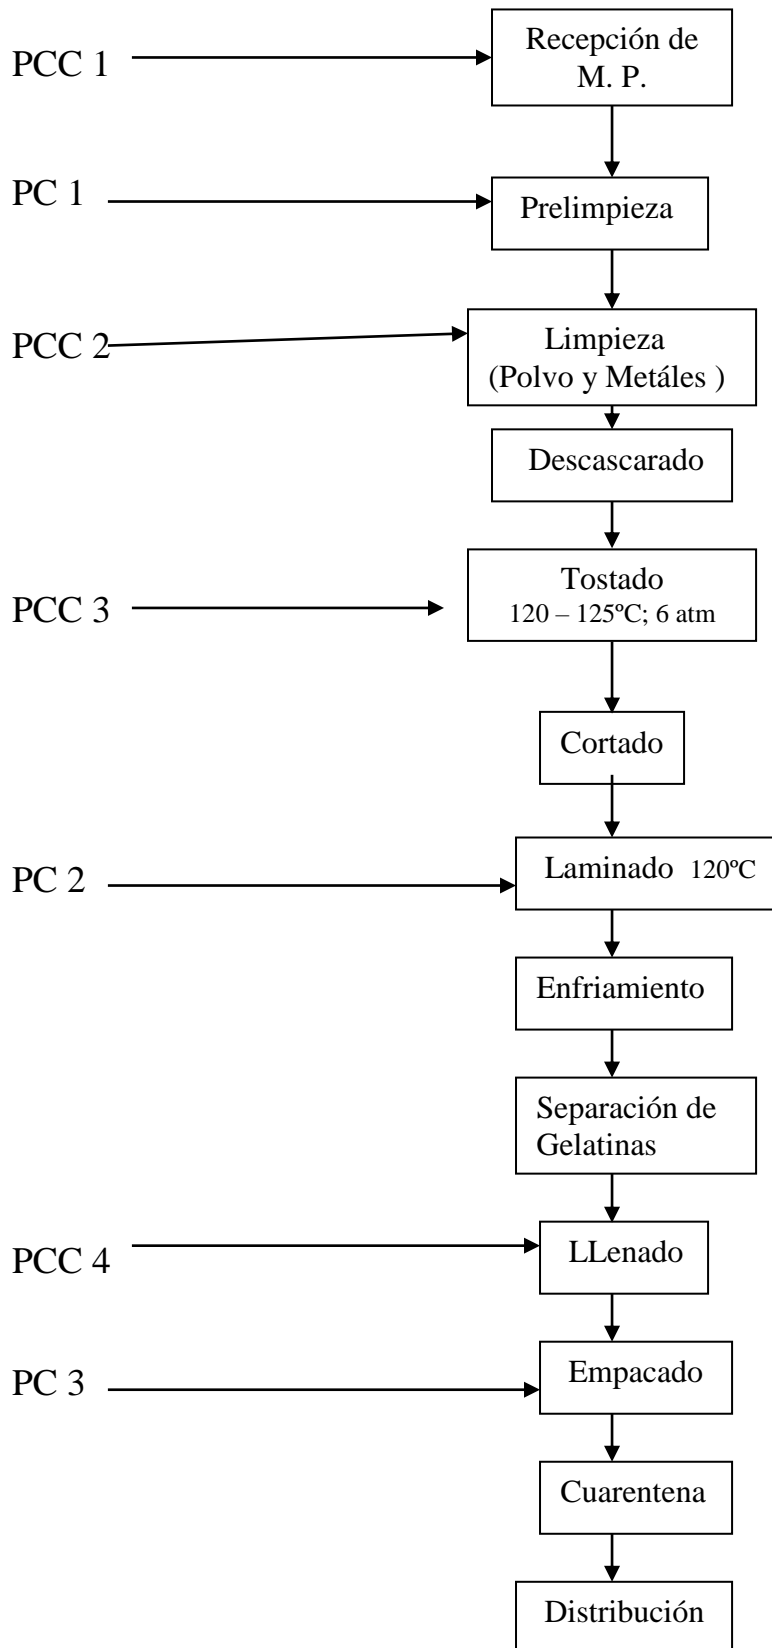 PCC 1
Recepción de
M. P.
PC 1
Prelimpieza
PCC 2
Limpieza
(Polvo y Metáles )
Descascarado
PCC 3
Tostado
120 – 125ºC; 6 atm
Cortado
PC 2
Laminado 120ºC
Enfriamiento
Separación de
Gelatinas
PCC 4
LLenado
PC 3
Empacado
Cuarentena
Distribución